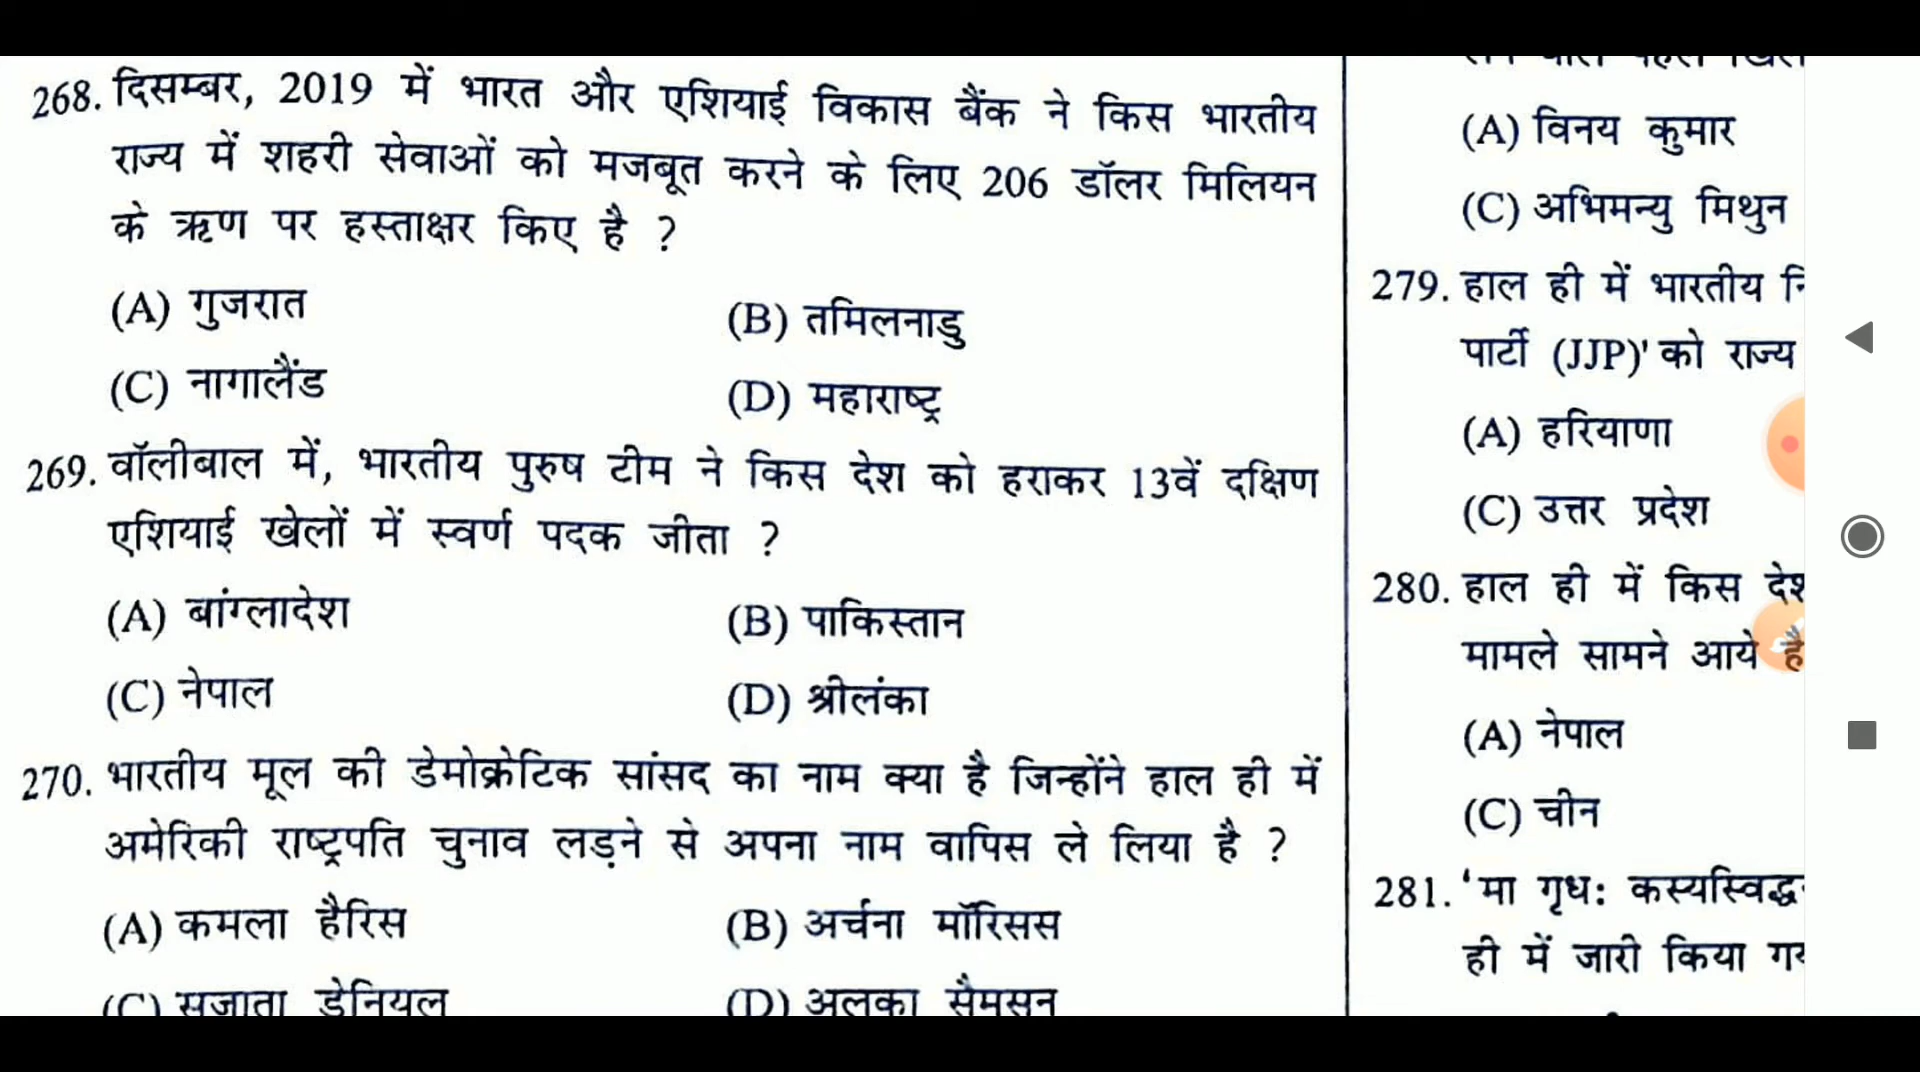 268. दिसम्बर, 2019 में भारत और एशियाई विकास बैंक ने किस भारतीय
राज्य में शहरी सेवाओं को मजबूत करने के लिए 206 डॉलर मिलियन
के ऋण पर हस्ताक्षर किए है ?
(A) गुजरात (B) तमिलनाडु
(C) नागालैंड (D) महाराष्ट्र
269. वॉलीबाल में, भारतीय पुरुष टीम ने किस देश को हराकर 13वें दक्षिण
एशियाई खेलों में स्वर्ण पदक जीता ?
(A) बांग्लादेश (B) पाकिस्तान
(C) नेपाल (D) श्रीलंका
270. भारतीय मूल की डेमोक्रेटिक सांसद का नाम क्या है जिन्होंने हाल ही में
अमेरिकी राष्ट्रपति चुनाव लड़ने से अपना नाम वापिस ले लिया है ?
(A) कमला हैरिस (B) अर्चना मॉरिसस
(C) सुजाता डेनियल (D) अलका सैमसन
(A) विनय कुमार
(C) अभिमन्यु मिथुन
279. हाल ही में भारतीय
पार्टी (JJP)' को राज्य
(A) हरियाणा
(C) उत्तर प्रदेश
280. हाल ही में किस देश
मामले सामने आये है
(A) नेपाल
(C) चीन
281. 'मा गृधः
ही में जारी किया